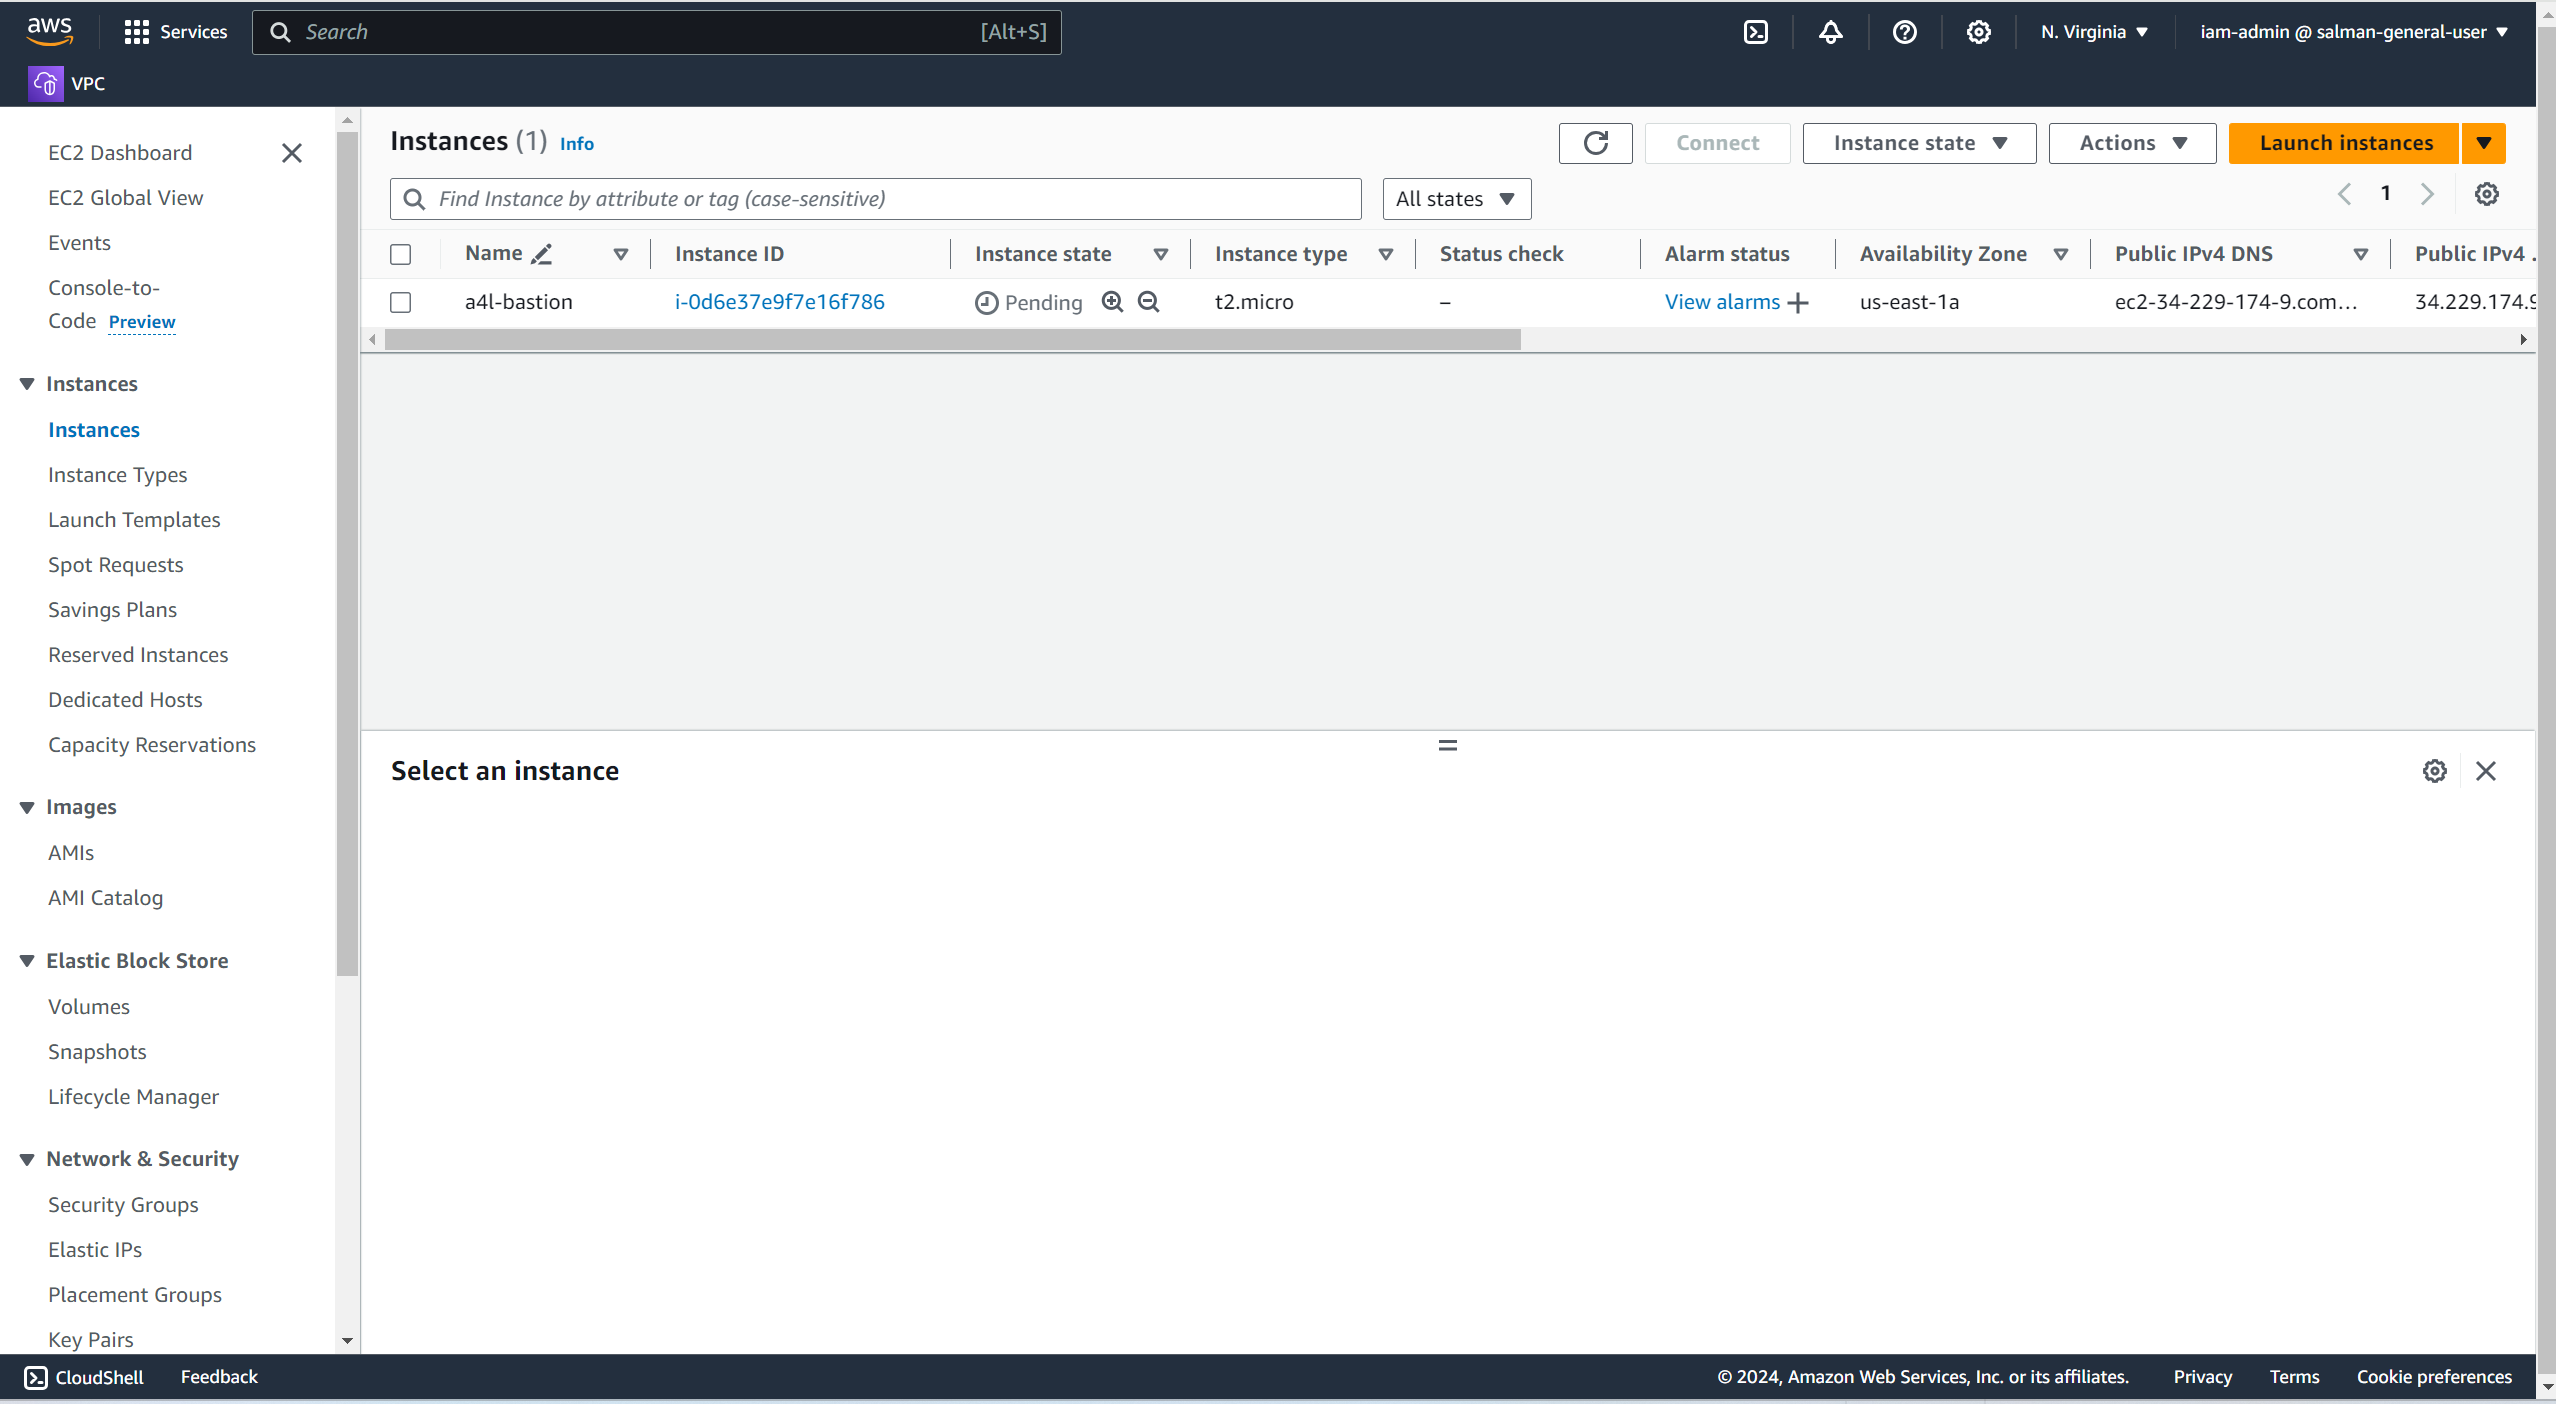 aws
Services
Search
[Alt+S]
N. Virginia
iam-admin @ salman-general-user
VPC
EC2 Dashboard
EC2 Global View
Events
Console-to-
Code Preview
Instances
Instances
Instance Types
Launch Templates
Spot Requests
Savings Plans
Reserved Instances
Dedicated Hosts
Capacity Reservations
Images
AMIs
AMI Catalog
Elastic Block Store
Volumes
Snapshots
Lifecycle Manager
Network & Security
Security Groups
Elastic IPs
Placement Groups
Key Pairs
Instances (1) Info
Connect
Instance state
Actions
Launch instances
Find Instance by attribute or tag (case-sensitive)
All states
1
Name Instance ID Instance state Instance type Status check Alarm status Availability Zone Public IPv4 DNS Public IPv4 .
a4l-bastion i-0d6e37e9f7e16f786 Pending t2.micro – View alarms + us-east-1a ec2-34-229-174-9.com… 34.229.174.9
Select an instance
CloudShell
Feedback
© 2024, Amazon Web Services, Inc. or its affiliates.
Privacy
Terms
Cookie preferences